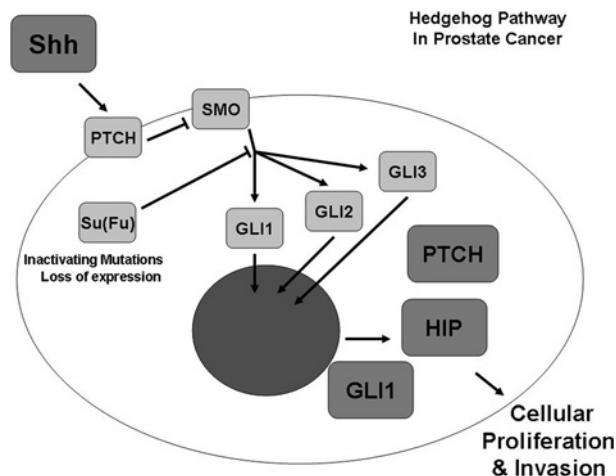 Hedgehog Pathway
In Prostate Cancer
Shh
SMO
PTCH
GLI3
GLI2
Su(Fu)
GLI1
Inactivating Mutations
Loss of expression
PTCH
HIP
GLI1
Cellular
Proliferation
& Invasion